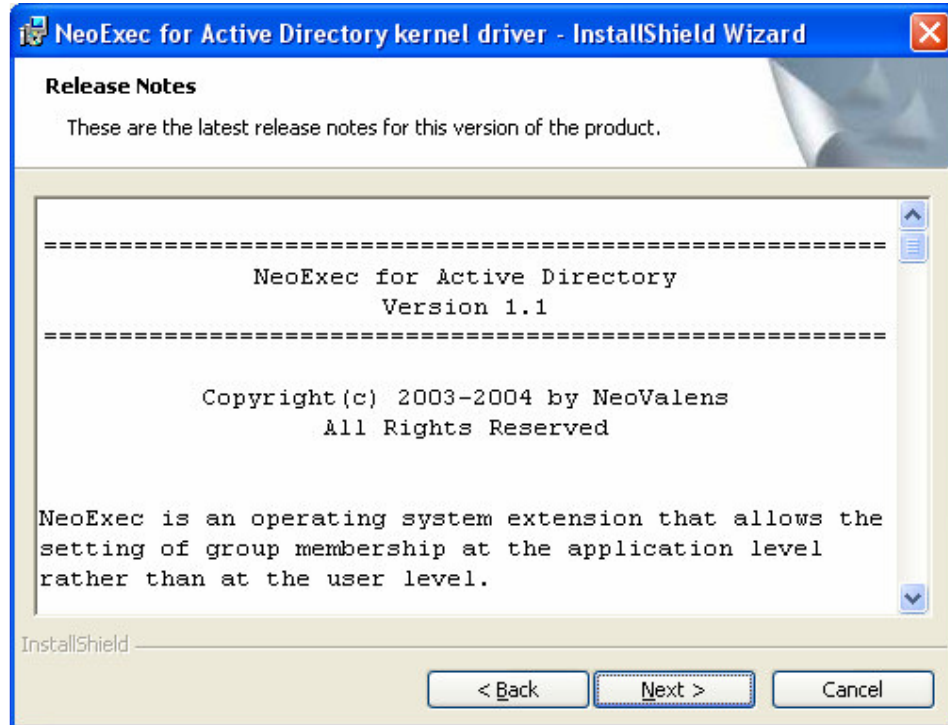 NeoExec for Active Directory kernel driver - InstallShield Wizard
Release Notes
These are the latest release notes for this version of the product.
========================================================
NeoExec for Active Directory
Version 1.1
========================================================
Copyright(c) 2003-2004 by NeoValens
All Rights Reserved
NeoExec is an operating system extension that allows the
setting of group membership at the application level
rather than at the user level.
InstallShield
< Back
Next >
Cancel